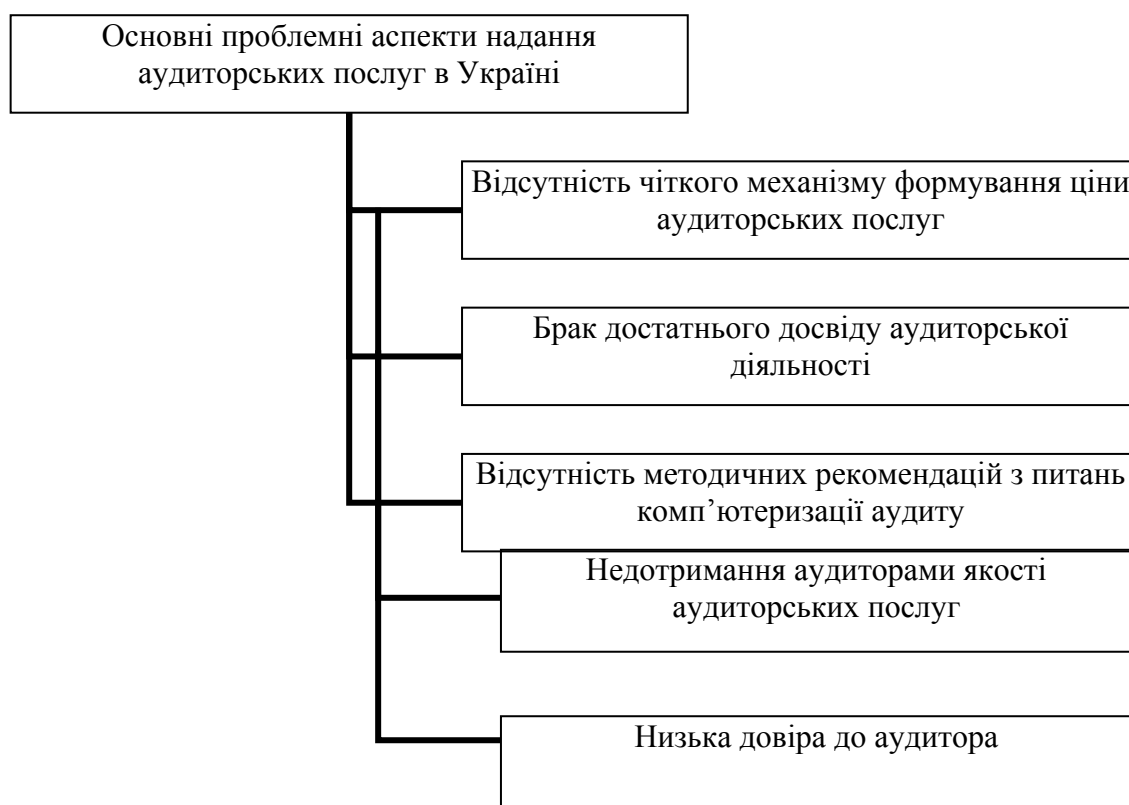 Основні проблемні аспекти надання
аудиторських послуг в Україні
Відсутність чіткого механізму формування ціни
аудиторських послуг
Брак достатнього досвіду аудиторської
діяльності
Відсутність методичних рекомендацій з питань
комп’ютеризації аудиту
Недотримання аудиторами якості
аудиторських послуг
Низька довіра до аудитора